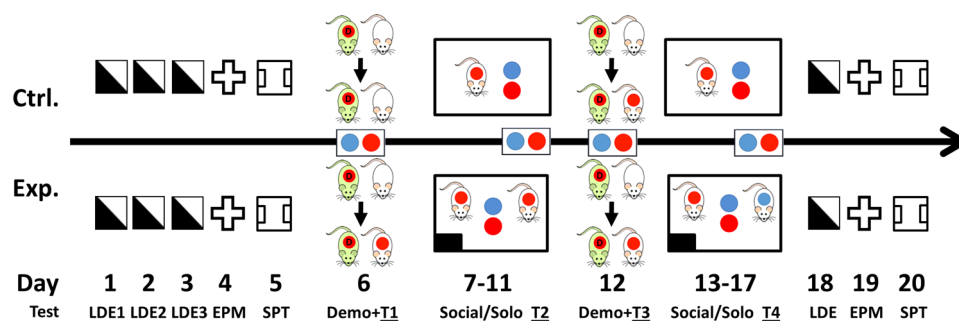 D
D
Ctrl.
D
D
D
D
Exp.
D
D
Day 1 2 3 4 5 6 7-11 12 13-17 18 19 20
Test LDE1 LDE2 LDE3 EPM SPT Demo+T1 Social/Solo T2 Demo+T3 Social/Solo T4 LDE EPM SPT